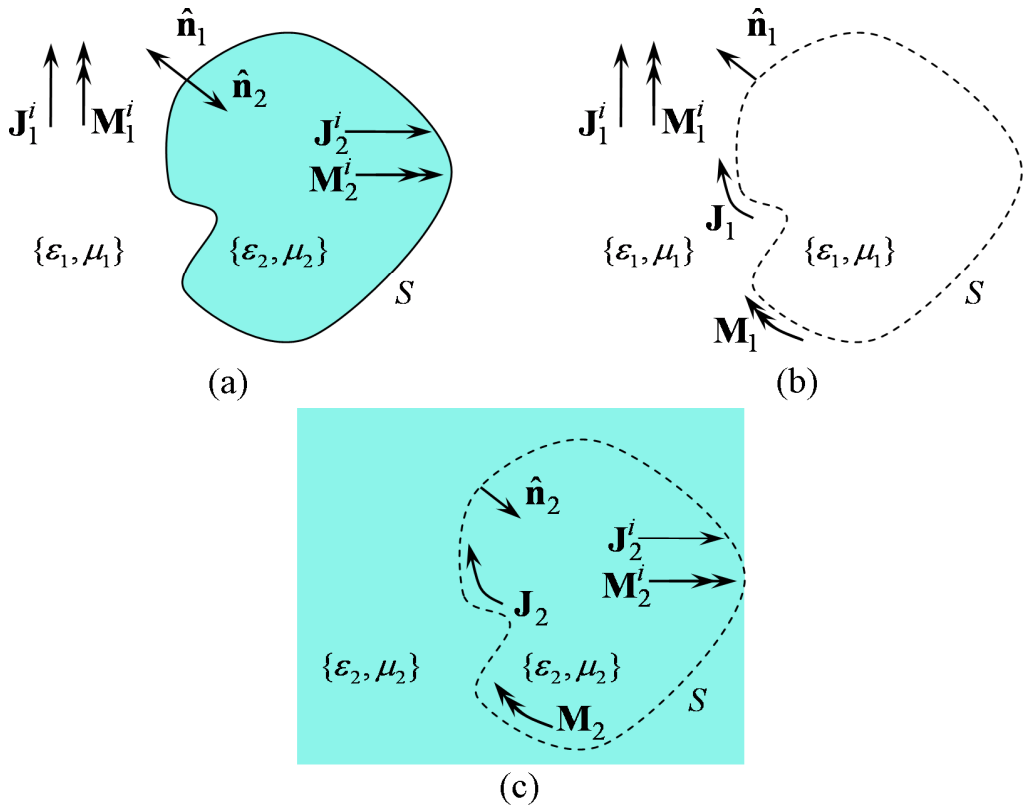 n̂₁
n̂₂
J₁ⁱ M₁ⁱ
J₂ⁱ
M₂ⁱ
{ε₁, μ₁} {ε₂, μ₂}
S
(a)
n̂₁
J₁ⁱ M₁ⁱ
J₁
{ε₁, μ₁} {ε₁, μ₁}
S
M₁
(b)
n̂₂
J₂ⁱ
M₂ⁱ
J₂
{ε₂, μ₂} {ε₂, μ₂}
S
M₂
(c)